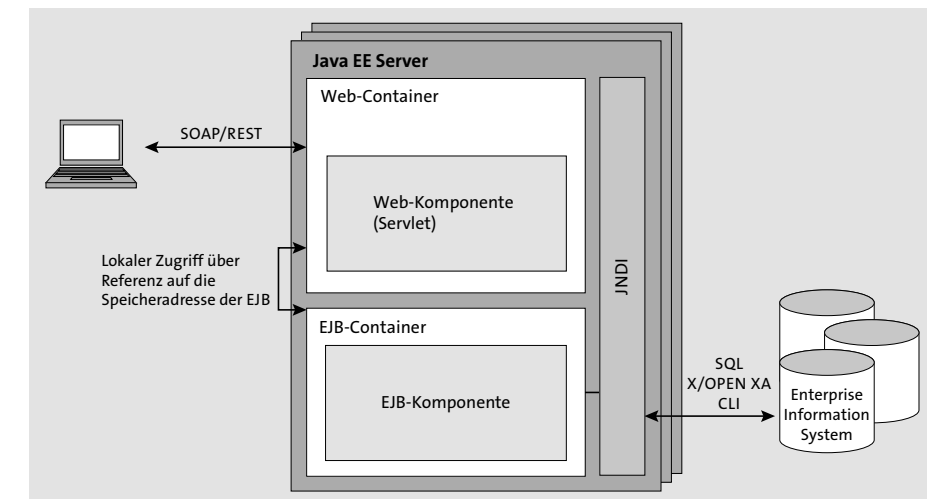 Java EE Server
Web-Container
SOAP/REST
Web-Komponente
(Servlet)
Lokaler Zugriff über
Referenz auf die
Speicheradresse der EJB
JNDI
EJB-Container
EJB-Komponente
SQL
X/OPEN XA
CLI
Enterprise
Information
System